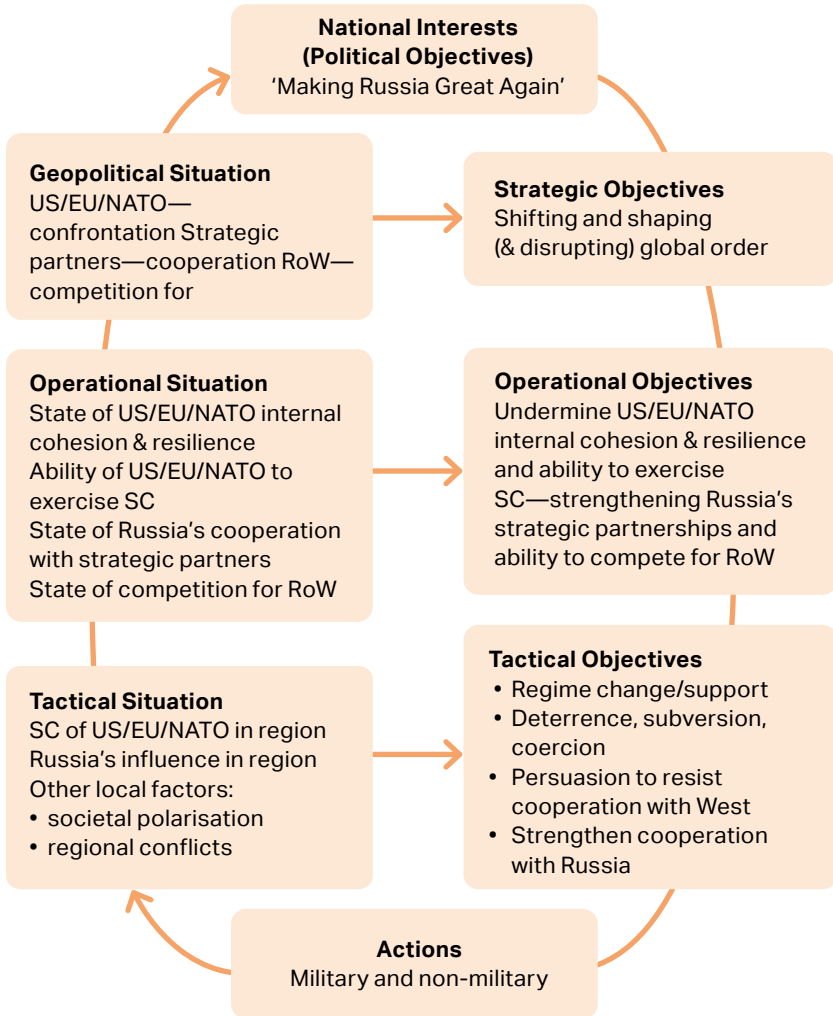 National Interests
(Political Objectives)
‘Making Russia Great Again’
Geopolitical Situation
US/EU/NATO—
confrontation Strategic
partners—cooperation RoW—
competition for
Strategic Objectives
Shifting and shaping
(& disrupting) global order
Operational Situation
State of US/EU/NATO internal
cohesion & resilience
Ability of US/EU/NATO to
exercise SC
State of Russia’s cooperation
with strategic partners
State of competition for RoW
Operational Objectives
Undermine US/EU/NATO
internal cohesion & resilience
and ability to exercise
SC—strengthening Russia’s
strategic partnerships and
ability to compete for RoW
Tactical Situation
SC of US/EU/NATO in region
Russia’s influence in region
Other local factors:
• societal polarisation
• regional conflicts
Tactical Objectives
• Regime change/support
• Deterrence, subversion,
coercion
• Persuasion to resist
cooperation with West
• Strengthen cooperation
with Russia
Actions
Military and non-military